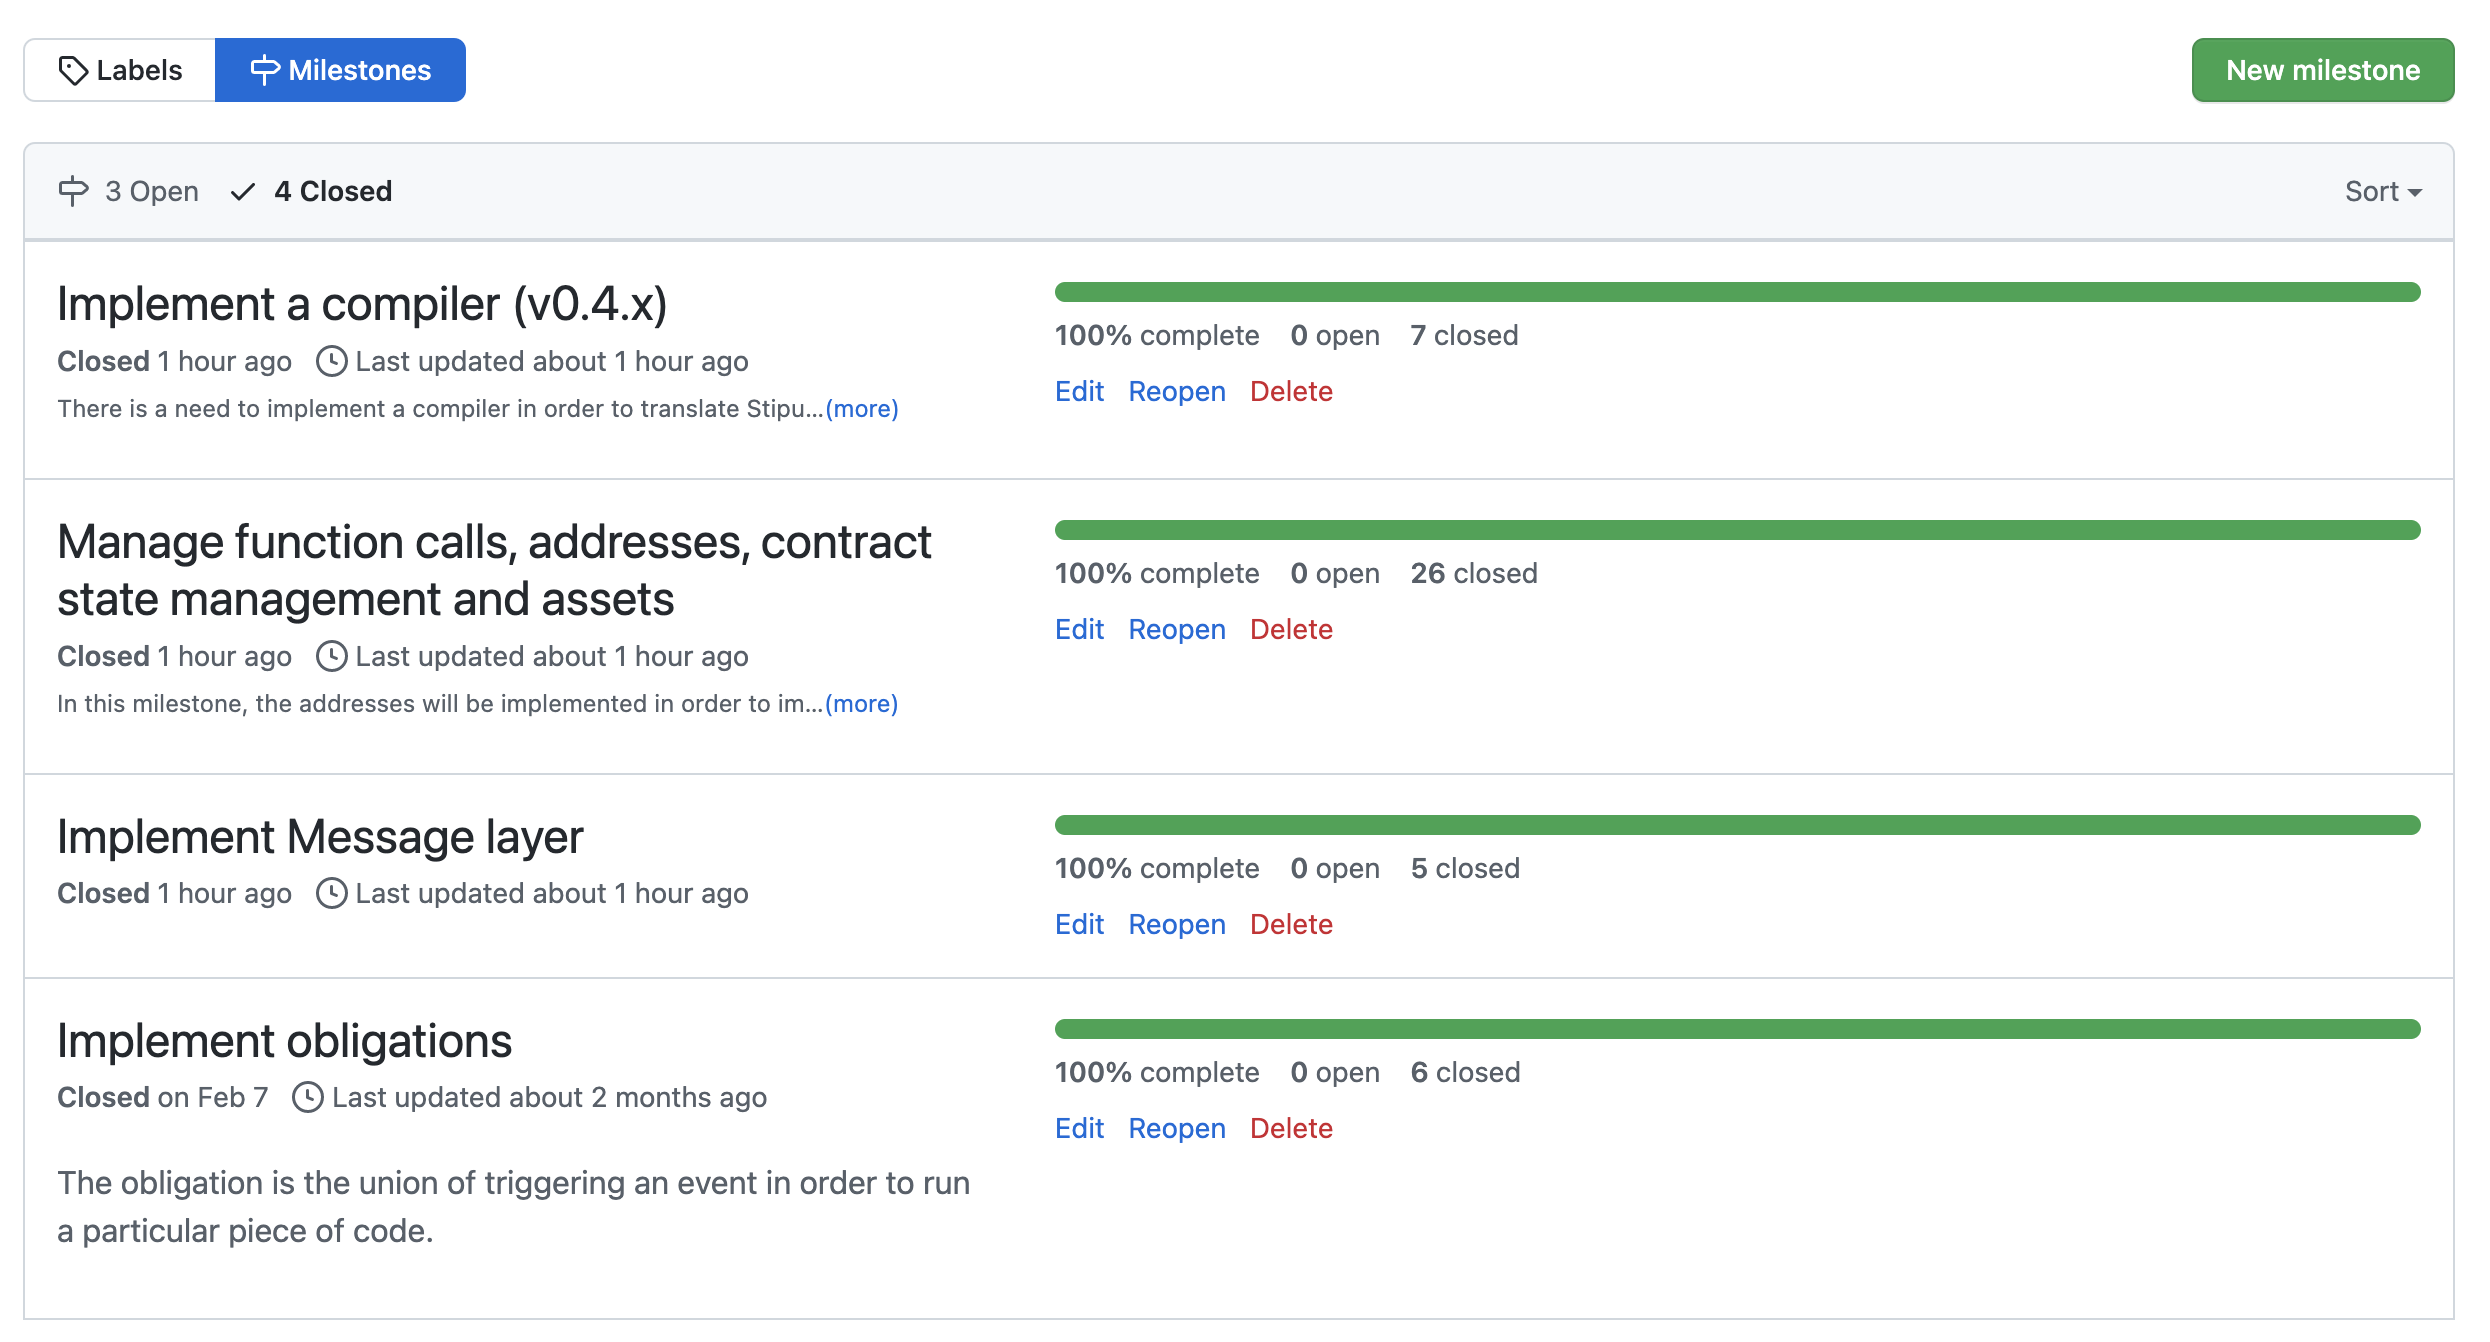 Labels Milestones New milestone
3 Open 4 Closed Sort
Implement a compiler (v0.4.x)
Closed 1 hour ago Last updated about 1 hour ago
There is a need to implement a compiler in order to translate Stipu...(more)
100% complete 0 open 7 closed
Edit Reopen Delete
Manage function calls, addresses, contract
state management and assets
Closed 1 hour ago Last updated about 1 hour ago
In this milestone, the addresses will be implemented in order to im...(more)
100% complete 0 open 26 closed
Edit Reopen Delete
Implement Message layer
Closed 1 hour ago Last updated about 1 hour ago
100% complete 0 open 5 closed
Edit Reopen Delete
Implement obligations
Closed on Feb 7 Last updated about 2 months ago
The obligation is the union of triggering an event in order to run
a particular piece of code.
100% complete 0 open 6 closed
Edit Reopen Delete